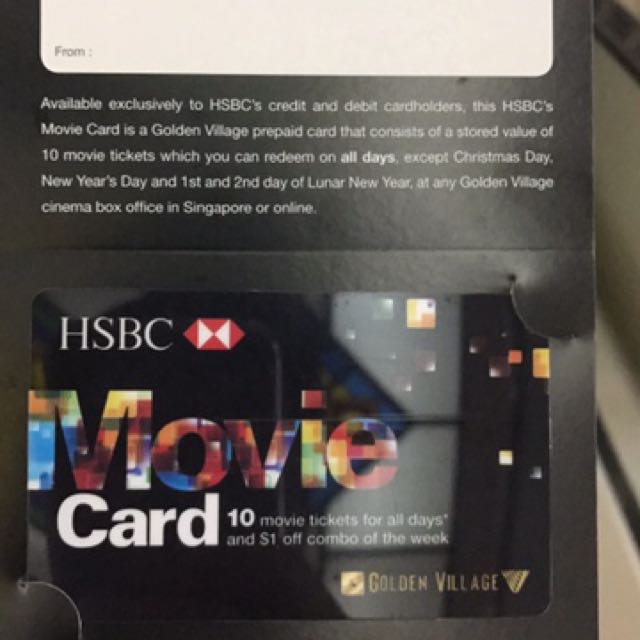 From :
Available exclusively to HSBC's credit and debit cardholders, this HSBC's
Movie Card is a Golden Village prepaid card that consists of a stored value of
10 movie tickets which you can redeem on all days, except Christmas Day,
New Year's Day and 1st and 2nd day of Lunar New Year, at any Golden Village
cinema box office in Singapore or online.
HSBC
Movie
Card 10 movie tickets for all days*
and $1 off combo of the week
GOLDEN VILLAGE